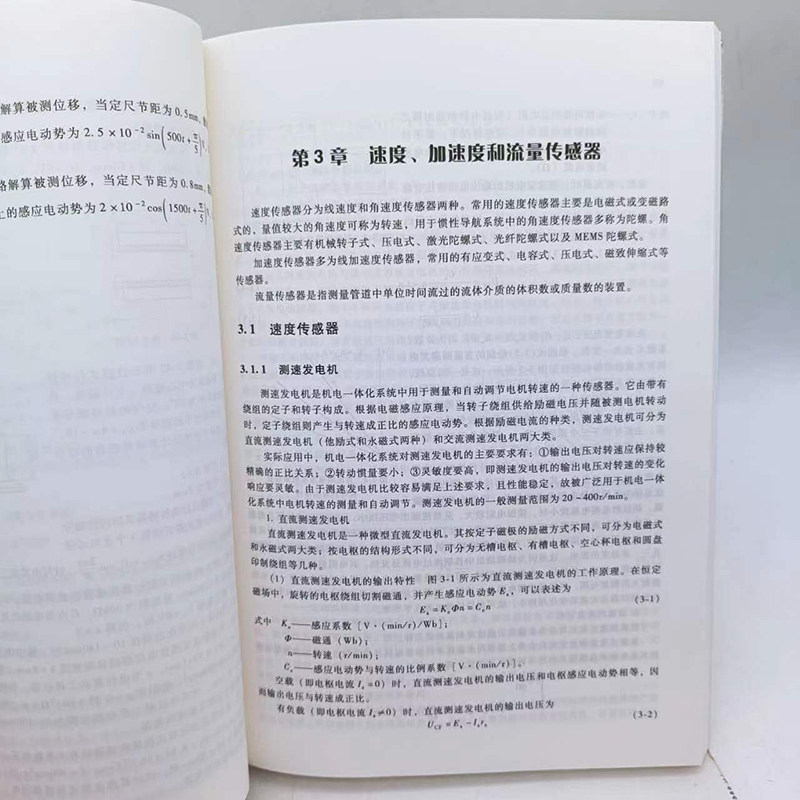 解算被测位移，当定尺节距为0.5mm，
感应电动势为2.5×10⁻²sin(500t+π/5)
路解算被测位移，当定尺节距为0.8mm，
上的感应电动势为2×10⁻²cos(1500t+π/5)
第3章 速度、加速度和流量传感器
速度传感器分为线速度和角速度传感器两种。常用的速度传感器主要是电磁式或变磁路
式的，量值较大的角速度可称为转速，用于惯性导航系统中的角速度传感器多称为陀螺。角
速度传感器主要有机械转子式、压电式、激光陀螺式、光纤陀螺式以及MEMS陀螺式。
加速度传感器多为线加速度传感器，常用的有应变式、电容式、压电式、磁致伸缩式等
传感器。
流量传感器是指测量管道中单位时间流过的流体介质的体积数或质量数的装置。
3.1 速度传感器
3.1.1 测速发电机
测速发电机是机电一体化系统中用于测量和自动调节电机转速的一种传感器。它由带有
绕组的定子和转子构成。根据电磁感应原理，当转子绕组供给励磁电压并随被测电机转动
时，定子绕组则产生与转速成正比的感应电动势。根据励磁电流的种类，测速发电机可分为
直流测速发电机（他励式和永磁式两种）和交流测速发电机两大类。
实际应用中，机电一体化系统对测速发电机的主要要求有：①输出电压对转速应保持较
精确的正比关系；②转动惯量要小；③灵敏度要高，即测速发电机的输出电压对转速的变化
响应要灵敏。由于测速发电机比较容易满足上述要求，且性能稳定，故被广泛用于机电一体
化系统中电机转速的测量和自动调节。测速发电机的一般测量范围为20~400r/min。
1. 直流测速发电机
直流测速发电机是一种微型直流发电机。其按定子磁极的励磁方式不同，可分为电磁式
和永磁式两大类；按电枢的结构形式不同，可分为无槽电枢、有槽电枢、空心杯电枢和圆盘
印制绕组等几种。
（1）直流测速发电机的输出特性 图3-1所示为直流测速发电机的工作原理。在恒定
磁场中，旋转的电枢绕组切割磁通，并产生感应电动势Eₐ，可以表述为
Eₐ=KₑΦn=Cₑn (3-1)
式中 Kₑ——感应系数［V·(min/r)/Wb］；
Φ——磁通（Wb）；
n——转速（r/min）；
Cₑ——感应电动势与转速的比例系数［V·(min/r)］。
空载（即电枢电流Iₐ=0）时，直流测速发电机的输出电压和电枢感应电动势相等，因
而输出电压与转速成正比。
有负载（即电枢电流Iₐ≠0）时，直流测速发电机的输出电压为
U_CF=Eₐ-Iₐrₐ (3-2)